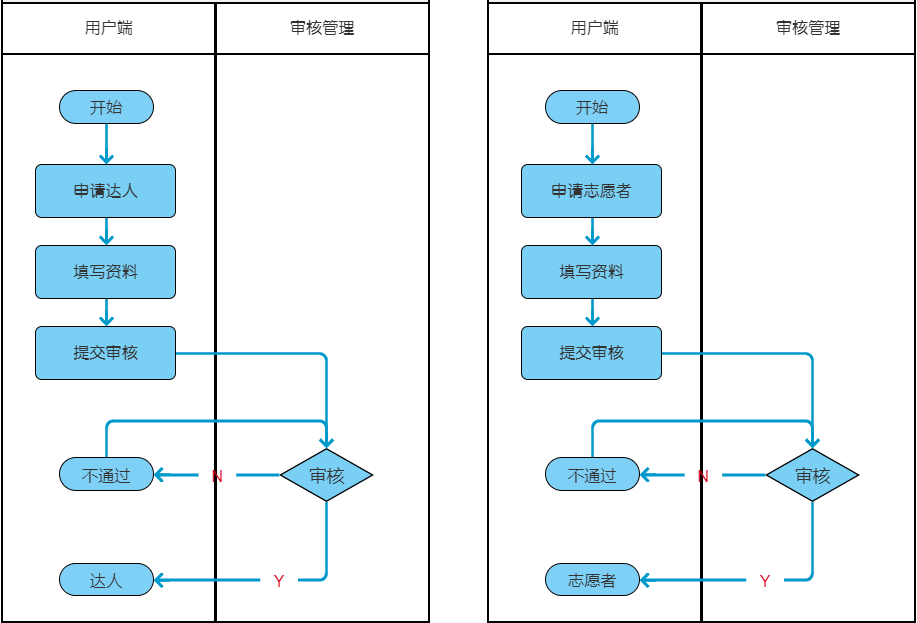 用户端
审核管理
开始
申请达人
填写资料
提交审核
不通过
N
审核
达人
Y
用户端
审核管理
开始
申请志愿者
填写资料
提交审核
不通过
N
审核
志愿者
Y